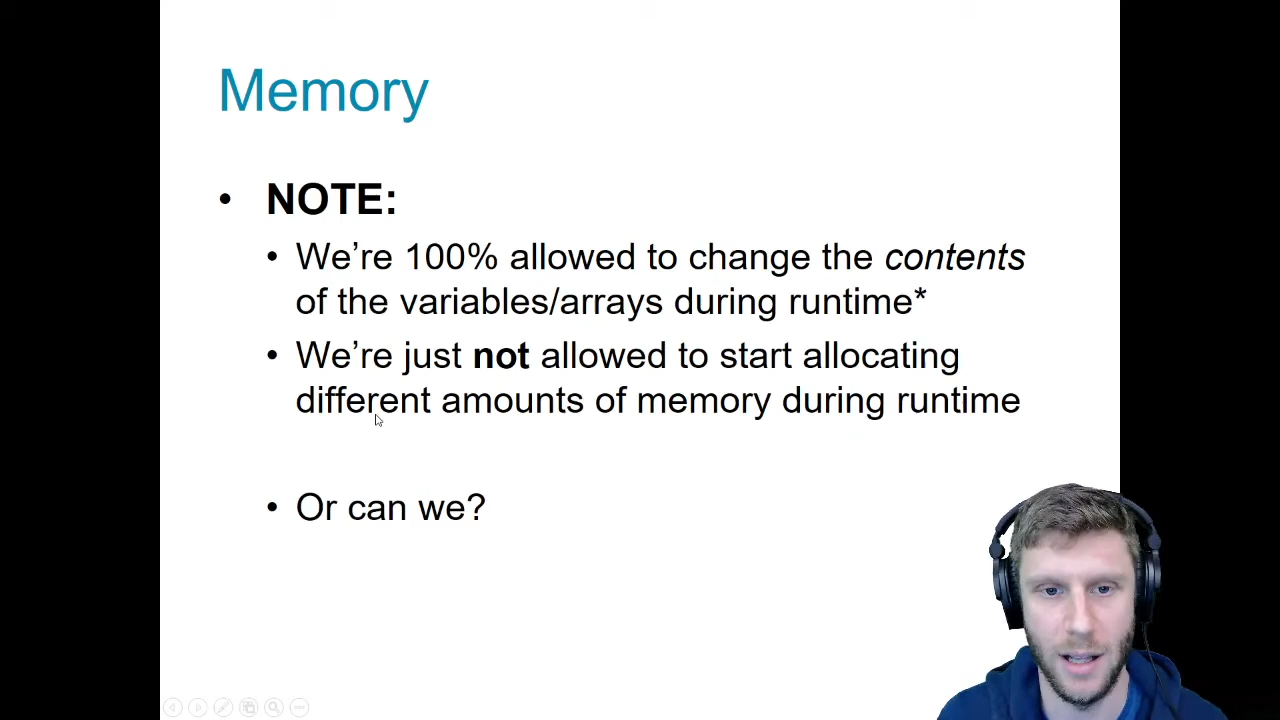 Memory
• NOTE:
• We’re 100% allowed to change the contents
of the variables/arrays during runtime*
• We’re just not allowed to start allocating
different amounts of memory during runtime
• Or can we?